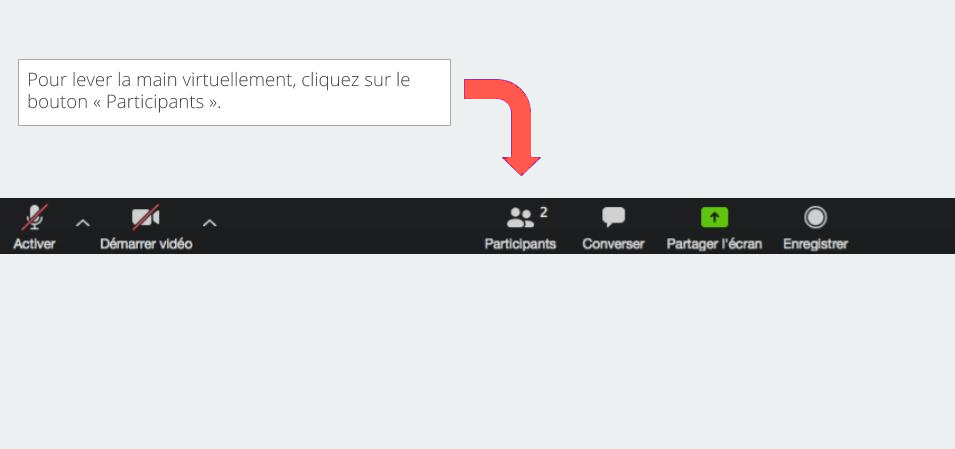 Pour lever la main virtuellement, cliquez sur le
bouton « Participants ».
2
Activer
Démarrer vidéo
Participants
Converser
Partager l'écran
Enregistrer